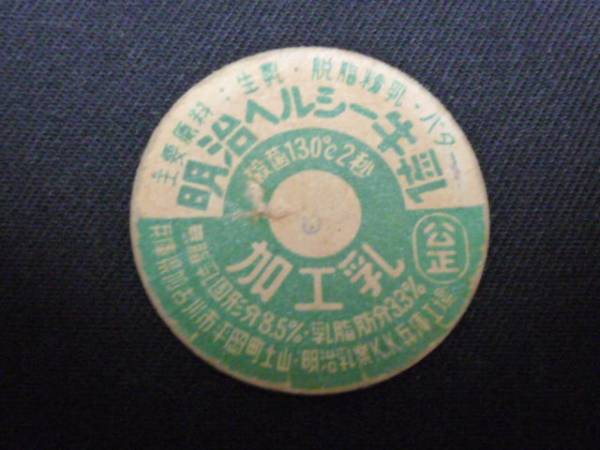 主要原料・生乳・脱脂粉乳・バター
明治ヘルシー牛乳
殺菌130℃2秒
加工乳
公正
無脂乳固形分8.5%・乳脂肪分3.3%
兵庫県加古川市平岡町土山・明治乳業K.K兵庫工場